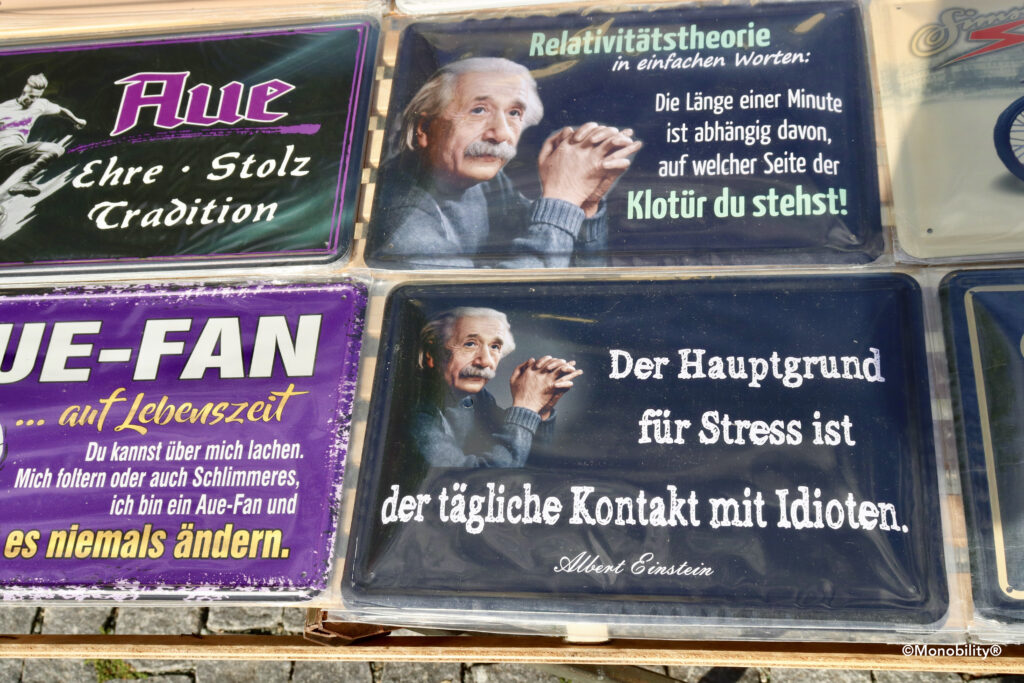 Aue
Ehre · Stolz
Tradition
Relativitätstheorie
in einfachen Worten:
Die Länge einer Minute
ist abhängig davon,
auf welcher Seite der
Klotür du stehst!
UE-FAN
... auf Lebenszeit
Du kannst über mich lachen.
Mich foltern oder auch Schlimmeres,
ich bin ein Aue-Fan und
es niemals ändern.
Der Hauptgrund
für Stress ist
der tägliche Kontakt mit Idioten.
Albert Einstein
©Monobility®